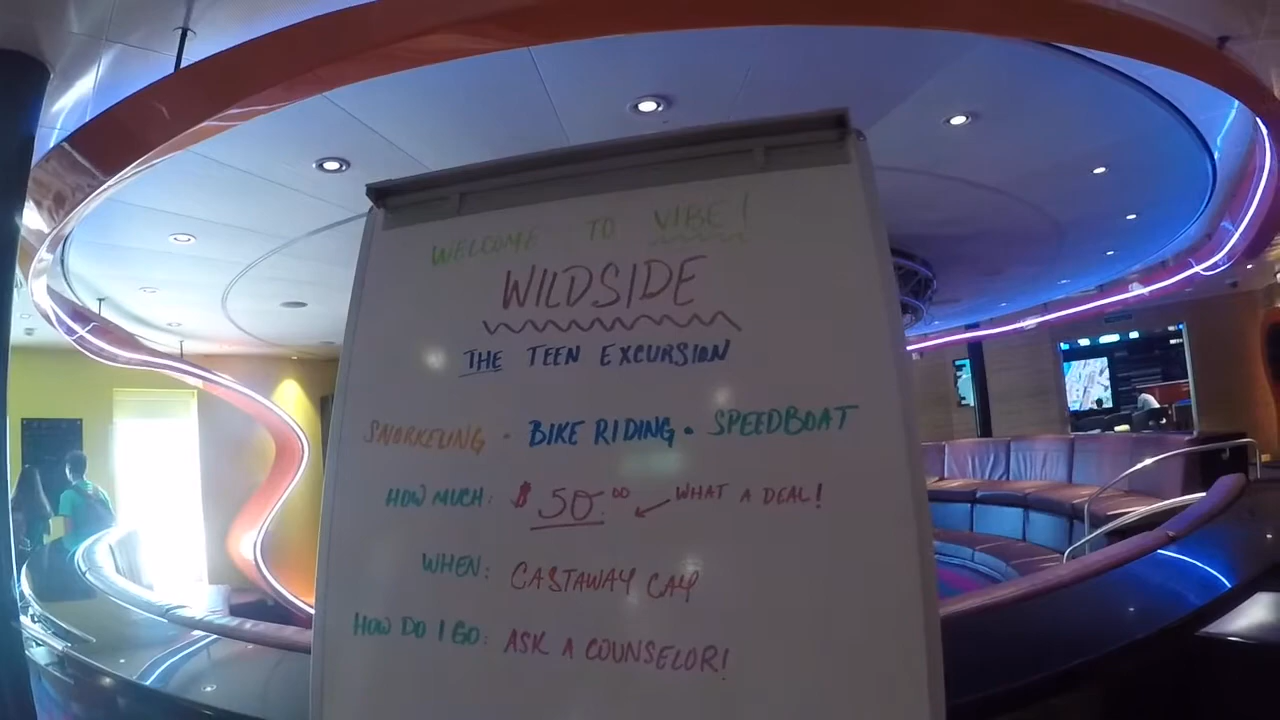 WELCOME TO VIBE!
WILDSIDE
THE TEEN EXCURSION
SNORKELING • BIKE RIDING • SPEEDBOAT
HOW MUCH: $50.00 ← WHAT A DEAL!
WHEN: CASTAWAY CAY
HOW DO I GO: ASK A COUNSELOR!